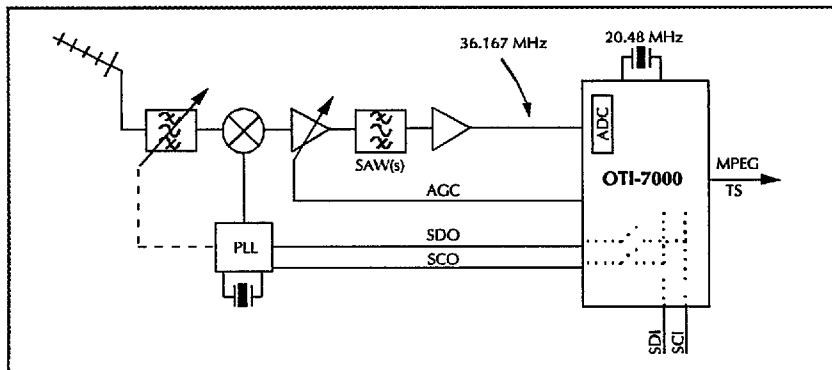 36.167 MHz
20.48 MHz
ADC
SAW(s)
OTI-7000
MPEG
TS
AGC
SDO
PLL
SCO
SDI
SCI